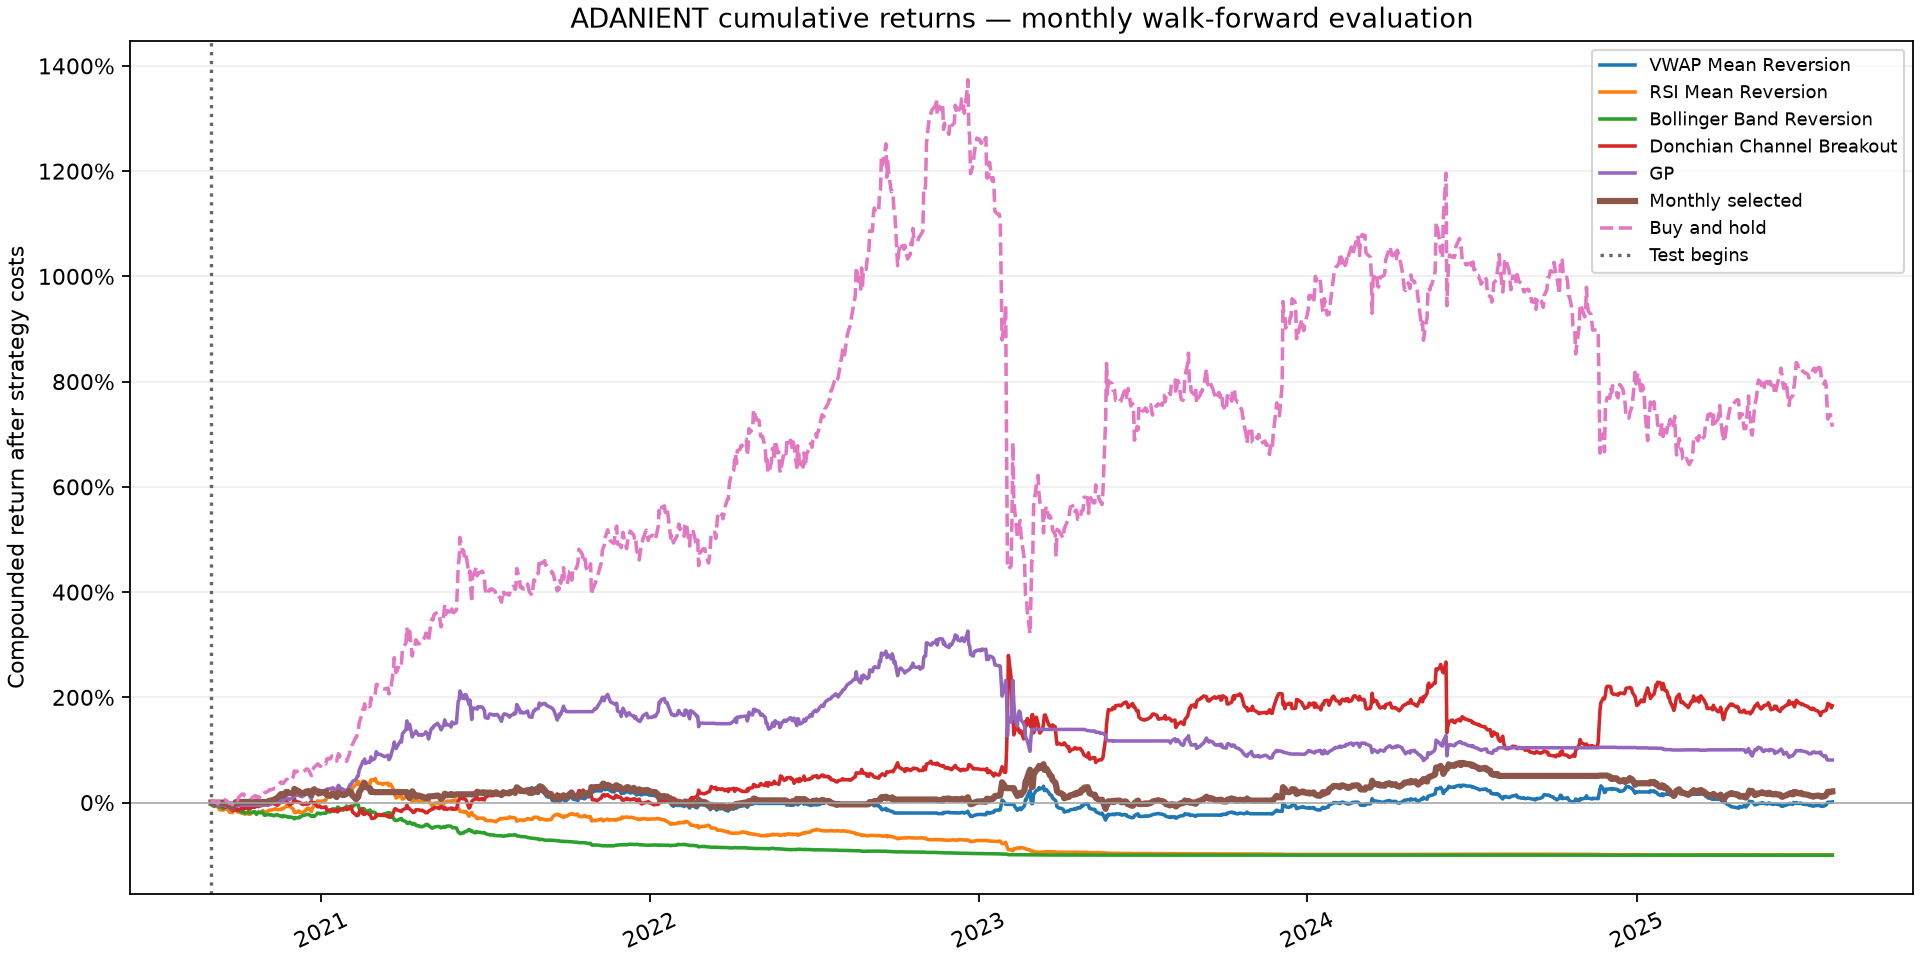 ADANIENT cumulative returns — monthly walk-forward evaluation
Compounded return after strategy costs
1400%
1200%
1000%
800%
600%
400%
200%
0%
2021
2022
2023
2024
2025
VWAP Mean Reversion
RSI Mean Reversion
Bollinger Band Reversion
Donchian Channel Breakout
GP
Monthly selected
Buy and hold
Test begins